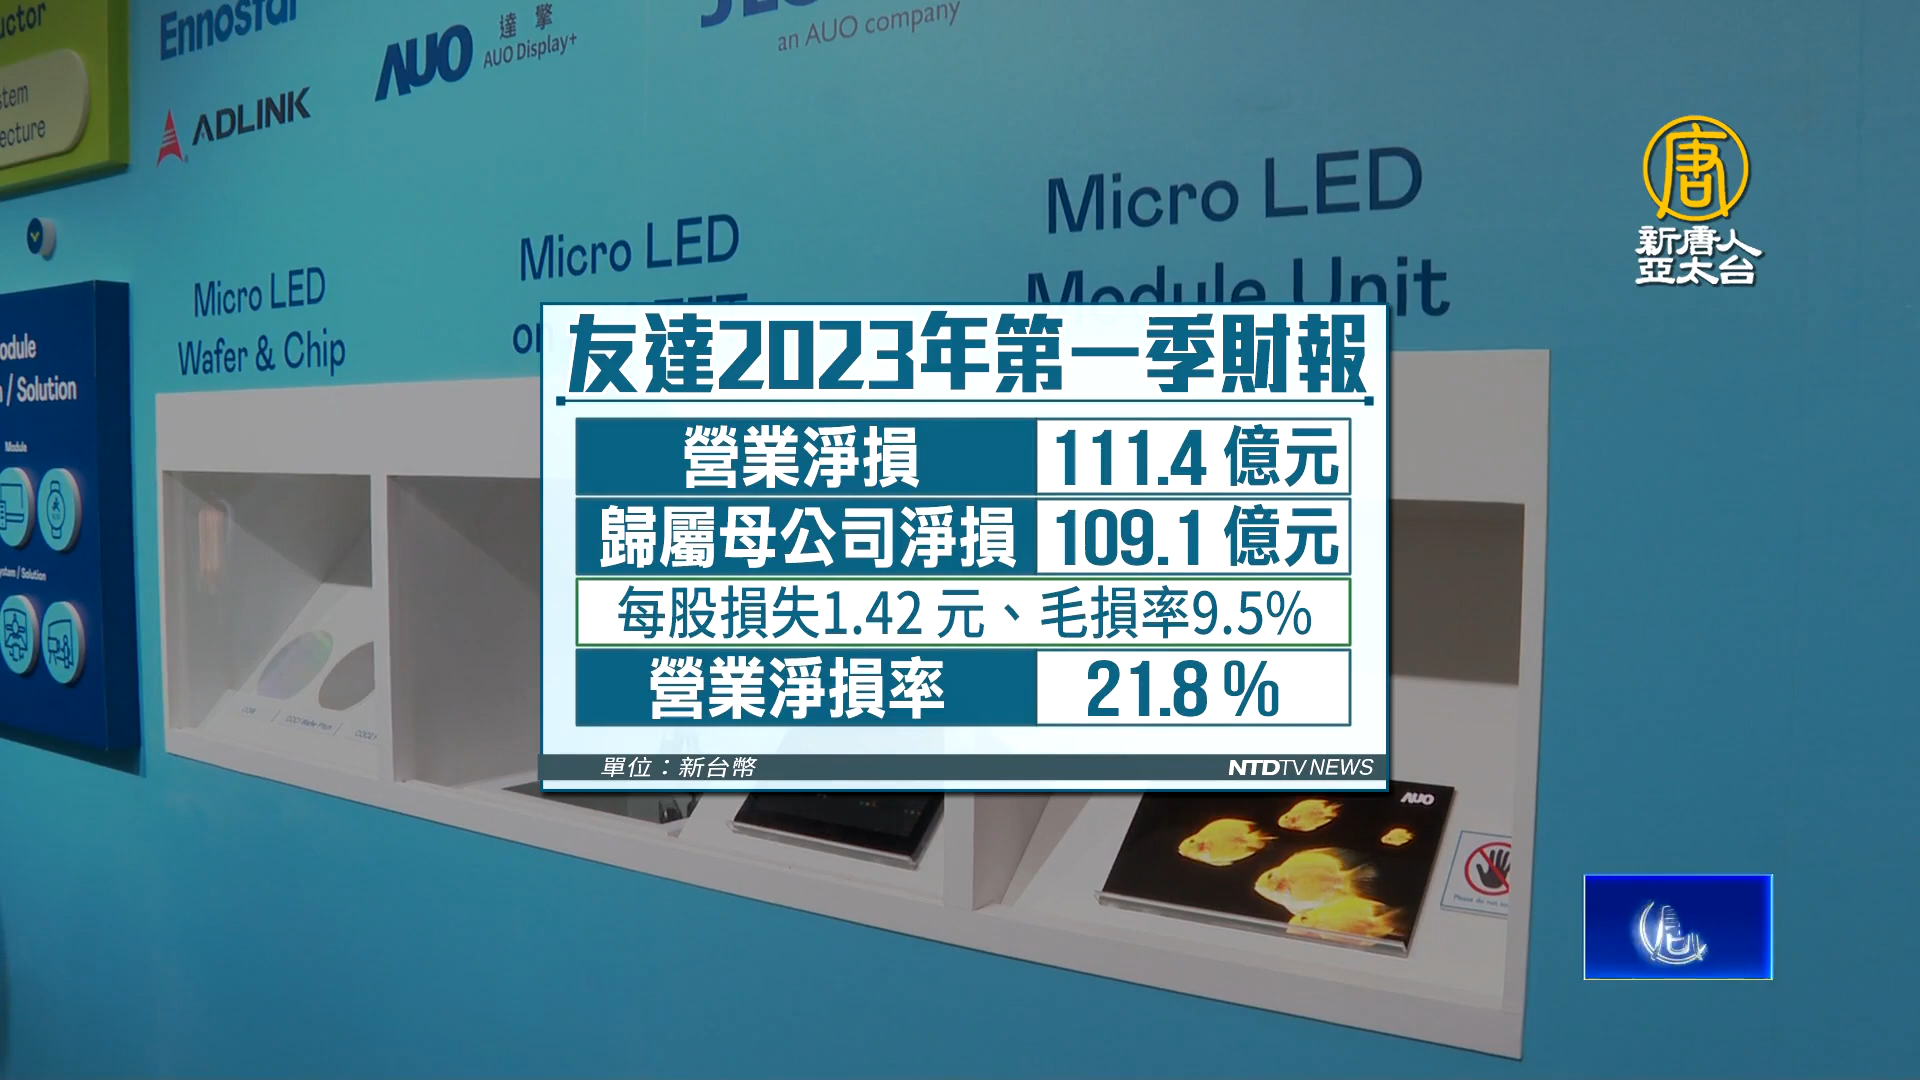 Ennostar
達擎
AUO
AUO Display+
an AUO company
ADLINK
Micro LED
Wafer & Chip
Micro LED
on
Micro LED
Module Unit
/ Solution
Module
新唐人
亞太台
友達2023年第一季財報
營業淨損 111.4 億元
歸屬母公司淨損 109.1 億元
每股損失1.42 元、毛損率9.5%
營業淨損率 21.8 %
單位：新台幣
NTDTV NEWS
AUO